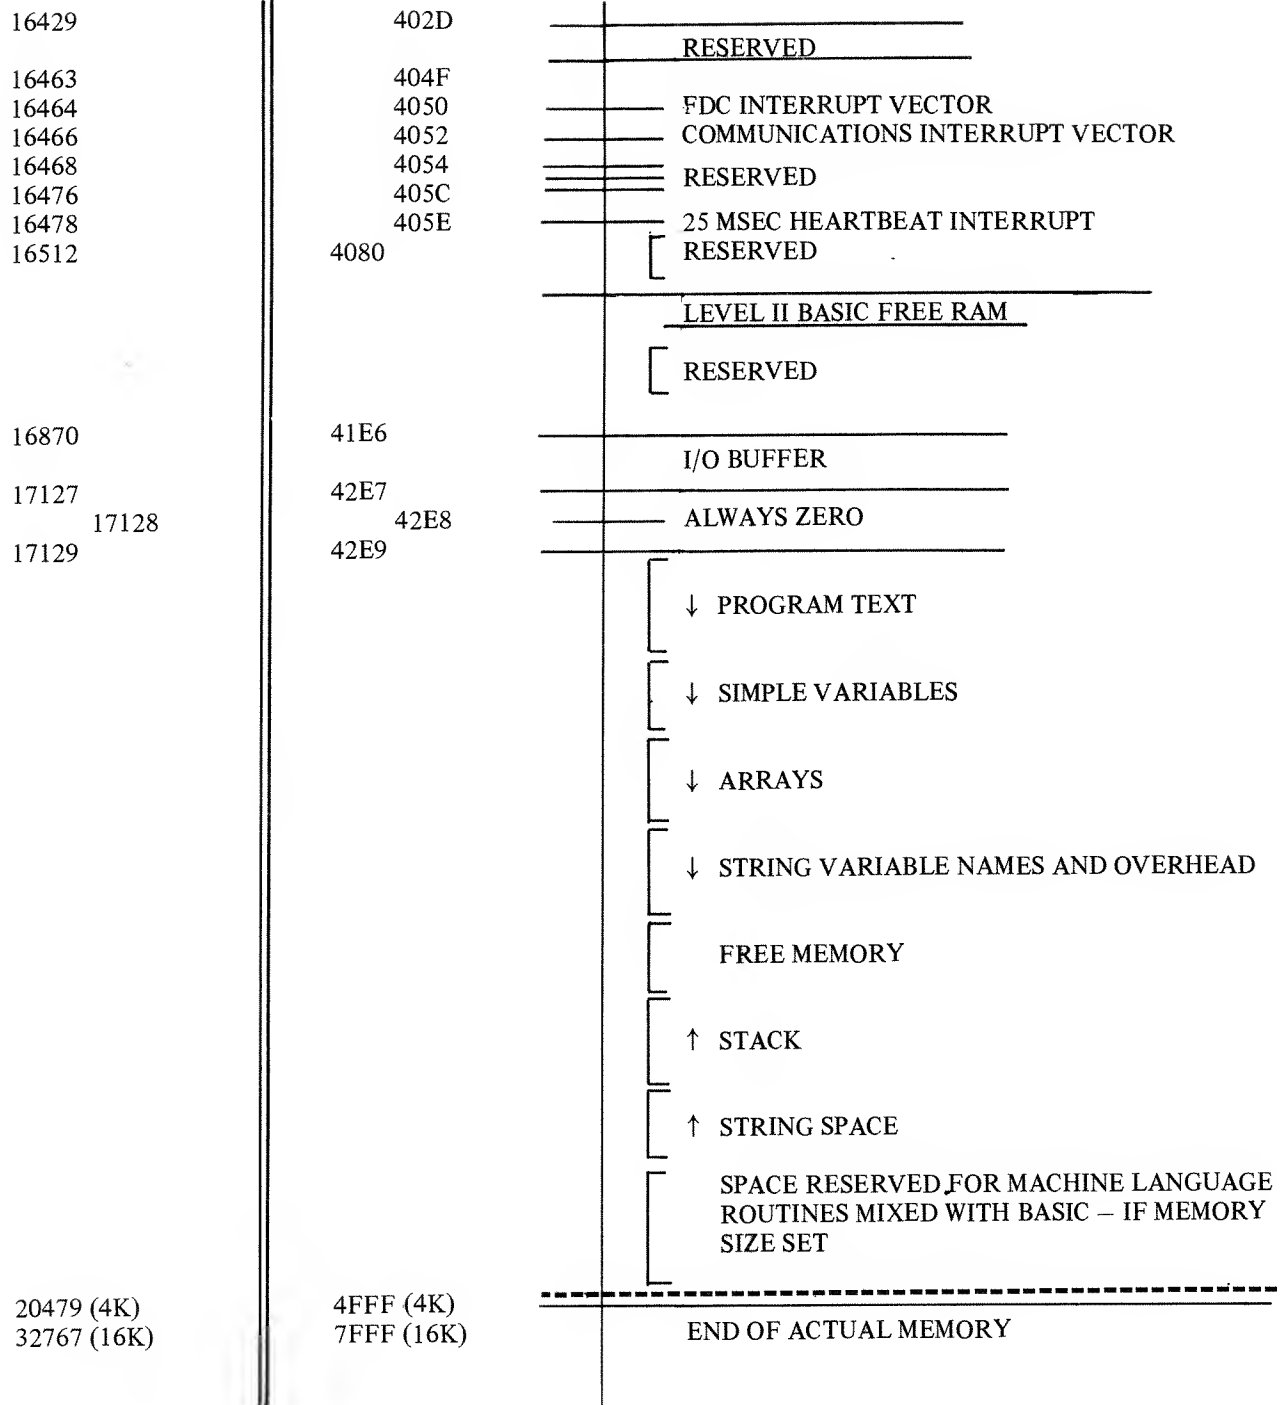 16429 402D
RESERVED
16463 404F
16464 4050 FDC INTERRUPT VECTOR
16466 4052 COMMUNICATIONS INTERRUPT VECTOR
16468 4054
RESERVED
16476 405C
16478 405E 25 MSEC HEARTBEAT INTERRUPT
16512 4080 RESERVED
LEVEL II BASIC FREE RAM
RESERVED
16870 41E6
I/O BUFFER
17127 42E7
17128 42E8 ALWAYS ZERO
17129 42E9
↓ PROGRAM TEXT
↓ SIMPLE VARIABLES
↓ ARRAYS
↓ STRING VARIABLE NAMES AND OVERHEAD
FREE MEMORY
↑ STACK
↑ STRING SPACE
SPACE RESERVED FOR MACHINE LANGUAGE
ROUTINES MIXED WITH BASIC – IF MEMORY
SIZE SET
20479 (4K) 4FFF (4K)
32767 (16K) 7FFF (16K) END OF ACTUAL MEMORY